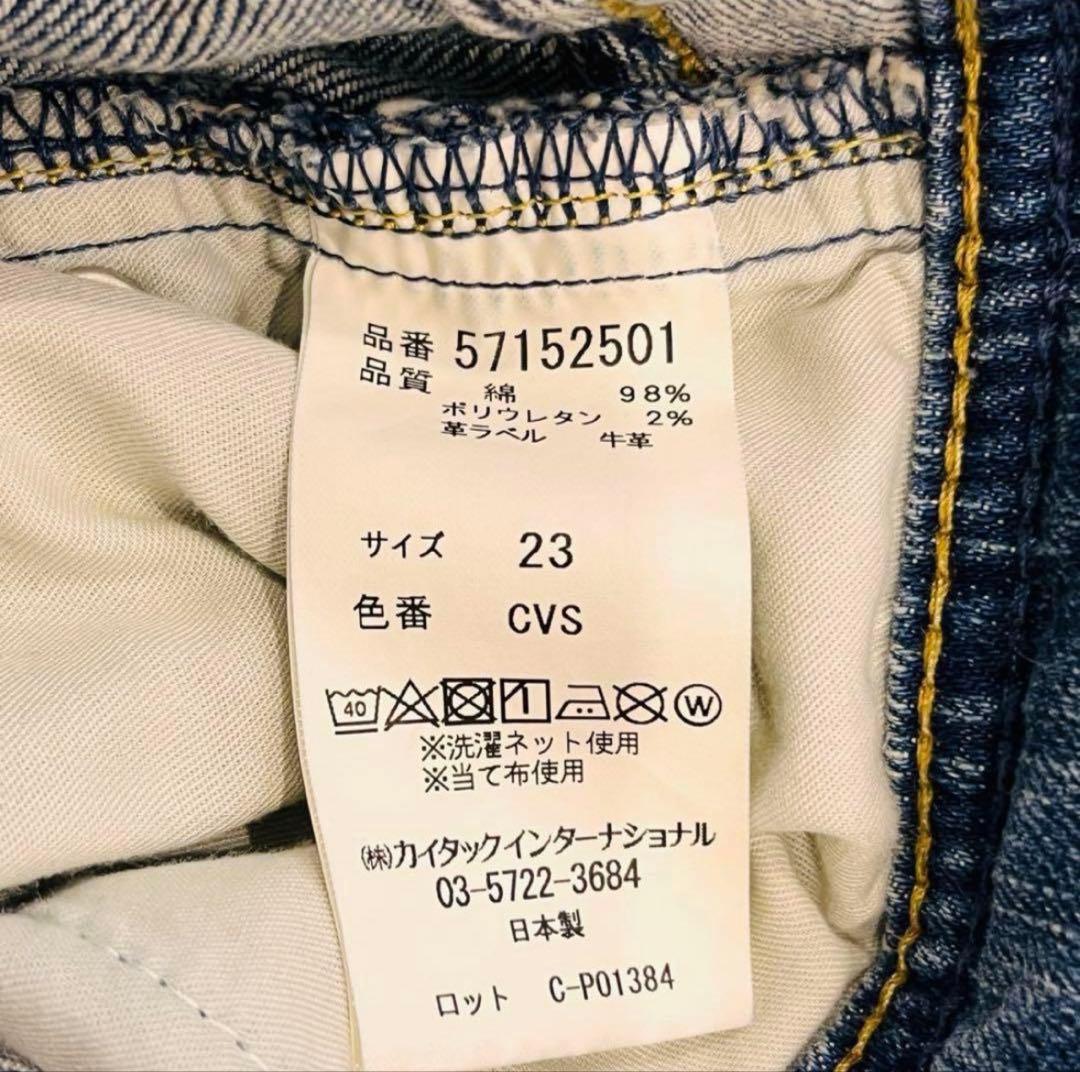 品番 57152501
品質 綿 98%
ポリウレタン 2%
革ラベル 牛革
サイズ 23
色番 CVS
40 W
※洗濯ネット使用
※当て布使用
㈱カイタックインターナショナル
03-5722-3684
日本製
ロット C-P01384